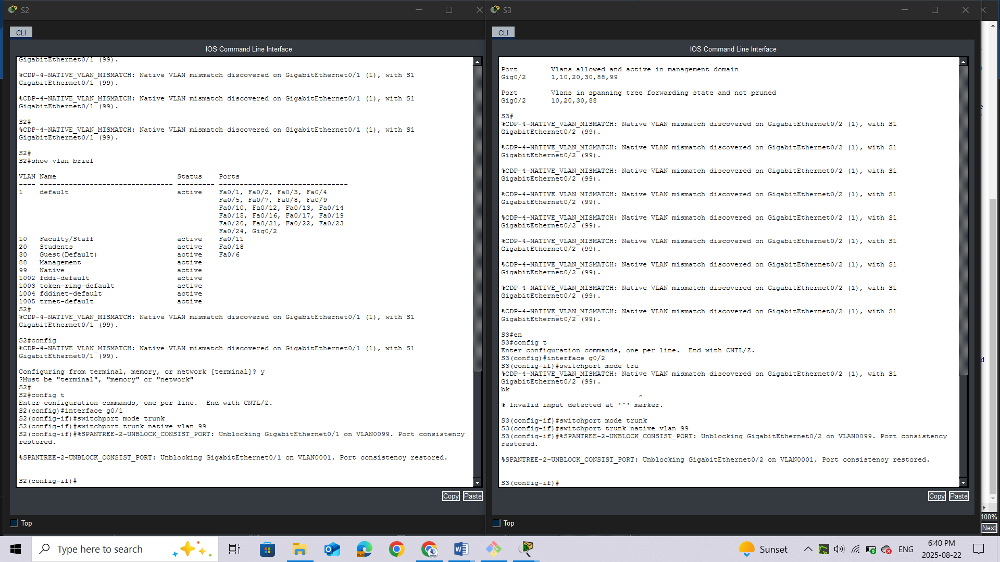 S2
CLI
IOS Command Line Interface
GigabitEthernet0/1 (99).
%CDP-4-NATIVE_VLAN_MISMATCH: Native VLAN mismatch discovered on GigabitEthernet0/1 (1), with S1
GigabitEthernet0/1 (99).
%CDP-4-NATIVE_VLAN_MISMATCH: Native VLAN mismatch discovered on GigabitEthernet0/1 (1), with S1
GigabitEthernet0/1 (99).
S2#
%CDP-4-NATIVE_VLAN_MISMATCH: Native VLAN mismatch discovered on GigabitEthernet0/1 (1), with S1
GigabitEthernet0/1 (99).
S2#
S2#show vlan brief
VLAN Name                             Status    Ports
---- -------------------------------- --------- -------------------------------
1    default                          active    Fa0/1, Fa0/2, Fa0/3, Fa0/4
                                                Fa0/5, Fa0/7, Fa0/8, Fa0/9
                                                Fa0/10, Fa0/12, Fa0/13, Fa0/14
                                                Fa0/15, Fa0/16, Fa0/17, Fa0/19
                                                Fa0/20, Fa0/21, Fa0/22, Fa0/23
                                                Fa0/24, Gig0/2
10   Faculty/Staff                    active    Fa0/11
20   Students                         active    Fa0/18
30   Guest(Default)                   active    Fa0/6
88   Management                       active
99   Native                           active
1002 fddi-default                     active
1003 token-ring-default               active
1004 fddinet-default                  active
1005 trnet-default                    active
S2#
%CDP-4-NATIVE_VLAN_MISMATCH: Native VLAN mismatch discovered on GigabitEthernet0/1 (1), with S1
GigabitEthernet0/1 (99).
S2#config
%CDP-4-NATIVE_VLAN_MISMATCH: Native VLAN mismatch discovered on GigabitEthernet0/1 (1), with S1
GigabitEthernet0/1 (99).
Configuring from terminal, memory, or network [terminal]? y
?Must be "terminal", "memory" or "network"
S2#
S2#config t
Enter configuration commands, one per line.  End with CNTL/Z.
S2(config)#interface g0/1
S2(config-if)#switchport mode trunk
S2(config-if)#switchport trunk native vlan 99
S2(config-if)#%SPANTREE-2-UNBLOCK_CONSIST_PORT: Unblocking GigabitEthernet0/1 on VLAN0099. Port consistency
restored.
%SPANTREE-2-UNBLOCK_CONSIST_PORT: Unblocking GigabitEthernet0/1 on VLAN0001. Port consistency restored.
S2(config-if)#
Copy Paste
Top
S3
CLI
IOS Command Line Interface
Port        Vlans allowed and active in management domain
Gig0/2      1,10,20,30,88,99
Port        Vlans in spanning tree forwarding state and not pruned
Gig0/2      10,20,30,88
S3#
%CDP-4-NATIVE_VLAN_MISMATCH: Native VLAN mismatch discovered on GigabitEthernet0/2 (1), with S1
GigabitEthernet0/2 (99).
%CDP-4-NATIVE_VLAN_MISMATCH: Native VLAN mismatch discovered on GigabitEthernet0/2 (1), with S1
GigabitEthernet0/2 (99).
%CDP-4-NATIVE_VLAN_MISMATCH: Native VLAN mismatch discovered on GigabitEthernet0/2 (1), with S1
GigabitEthernet0/2 (99).
%CDP-4-NATIVE_VLAN_MISMATCH: Native VLAN mismatch discovered on GigabitEthernet0/2 (1), with S1
GigabitEthernet0/2 (99).
%CDP-4-NATIVE_VLAN_MISMATCH: Native VLAN mismatch discovered on GigabitEthernet0/2 (1), with S1
GigabitEthernet0/2 (99).
%CDP-4-NATIVE_VLAN_MISMATCH: Native VLAN mismatch discovered on GigabitEthernet0/2 (1), with S1
GigabitEthernet0/2 (99).
%CDP-4-NATIVE_VLAN_MISMATCH: Native VLAN mismatch discovered on GigabitEthernet0/2 (1), with S1
GigabitEthernet0/2 (99).
%CDP-4-NATIVE_VLAN_MISMATCH: Native VLAN mismatch discovered on GigabitEthernet0/2 (1), with S1
GigabitEthernet0/2 (99).
%CDP-4-NATIVE_VLAN_MISMATCH: Native VLAN mismatch discovered on GigabitEthernet0/2 (1), with S1
GigabitEthernet0/2 (99).
S3#en
S3#config t
Enter configuration commands, one per line.  End with CNTL/Z.
S3(config)#interface g0/2
S3(config-if)#switchport mode tru
%CDP-4-NATIVE_VLAN_MISMATCH: Native VLAN mismatch discovered on GigabitEthernet0/2 (1), with S1
GigabitEthernet0/2 (99).
bk
^
% Invalid input detected at '^' marker.
S3(config-if)#switchport mode trunk
S3(config-if)#switchport trunk native vlan 99
S3(config-if)#%SPANTREE-2-UNBLOCK_CONSIST_PORT: Unblocking GigabitEthernet0/2 on VLAN0099. Port consistency
restored.
%SPANTREE-2-UNBLOCK_CONSIST_PORT: Unblocking GigabitEthernet0/2 on VLAN0001. Port consistency restored.
S3(config-if)#
Copy Paste
Top
100%
Next
Type here to search
Sunset
ENG
6:40 PM
2025-08-22